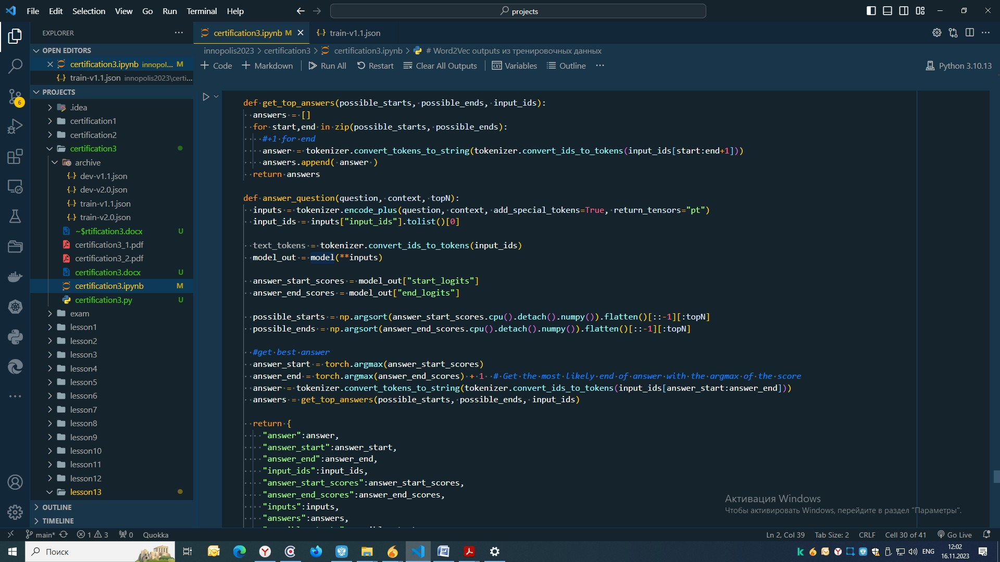 File Edit Selection View Go Run Terminal Help
projects
EXPLORER
OPEN EDITORS
certification3.ipynb innopol... M
train-v1.1.json innopolis2023\certi...
PROJECTS
.idea
certification1
certification2
certification3
archive
dev-v1.1.json
dev-v2.0.json
train-v1.1.json
train-v2.0.json
~$rtification3.docx U
certification3_1.pdf
certification3_2.pdf
certification3.docx U
certification3.ipynb M
certification3.py U
exam
lesson1
lesson2
lesson3
lesson4
lesson5
lesson6
lesson7
lesson8
lesson9
lesson10
lesson11
lesson12
lesson13
OUTLINE
TIMELINE
6
certification3.ipynb M
train-v1.1.json
innopolis2023 > certification3 > certification3.ipynb > # Word2Vec outputs из тренировочных данных
Code Markdown Run All Restart Clear All Outputs Variables Outline ... Python 3.10.13
def get_top_answers(possible_starts, possible_ends, input_ids):
answers = []
for start,end in zip(possible_starts, possible_ends):
#+1 for end
answer = tokenizer.convert_tokens_to_string(tokenizer.convert_ids_to_tokens(input_ids[start:end+1]))
answers.append( answer )
return answers
def answer_question(question, context, topN):
inputs = tokenizer.encode_plus(question, context, add_special_tokens=True, return_tensors="pt")
input_ids = inputs["input_ids"].tolist()[0]
text_tokens = tokenizer.convert_ids_to_tokens(input_ids)
model_out = model(**inputs)
answer_start_scores = model_out["start_logits"]
answer_end_scores = model_out["end_logits"]
possible_starts = np.argsort(answer_start_scores.cpu().detach().numpy()).flatten()[::-1][:topN]
possible_ends = np.argsort(answer_end_scores.cpu().detach().numpy()).flatten()[::-1][:topN]
#get best answer
answer_start = torch.argmax(answer_start_scores)
answer_end = torch.argmax(answer_end_scores) + 1 # Get the most likely end of answer with the argmax of the score
answer = tokenizer.convert_tokens_to_string(tokenizer.convert_ids_to_tokens(input_ids[answer_start:answer_end]))
answers = get_top_answers(possible_starts, possible_ends, input_ids)
return {
"answer":answer,
"answer_start":answer_start,
"answer_end":answer_end,
"input_ids":input_ids,
"answer_start_scores":answer_start_scores,
"answer_end_scores":answer_end_scores,
"inputs":inputs,
"answers":answers,
Активация Windows
Чтобы активировать Windows, перейдите в раздел "Параметры".
main* 1 3 0 Quokka Ln 2, Col 39 Tab Size: 2 CRLF Cell 30 of 41 Go Live
Поиск
ENG
12:02
16.11.2023